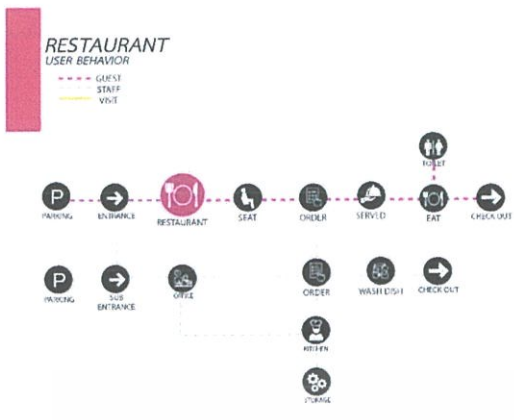 RESTAURANT
USER BEHAVIOR
GUEST
STAFF
VISIT
TOILET
P
PARKING
ENTRANCE
RESTAURANT
SEAT
ORDER
SERVED
EAT
CHECK OUT
P
PARKING
SUB
ENTRANCE
OFFICE
ORDER
WASH DISH
CHECK OUT
KITCHEN
STORAGE